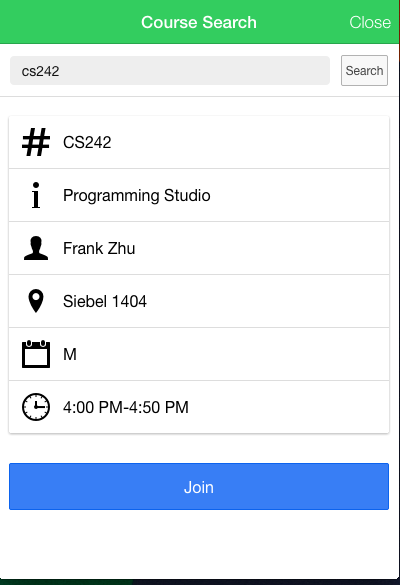 Course Search Close
cs242 Search
CS242
Programming Studio
Frank Zhu
Siebel 1404
M
4:00 PM-4:50 PM
Join